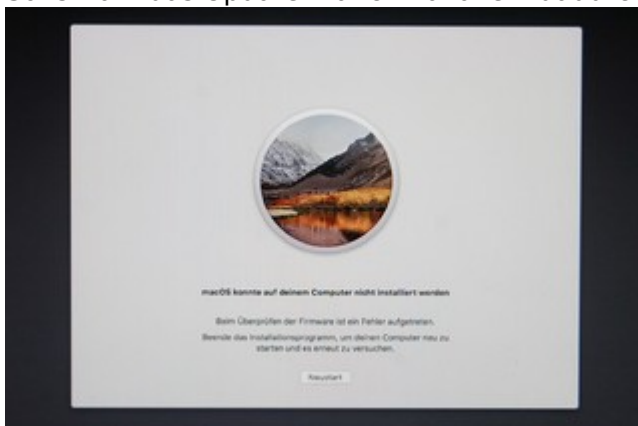 macOS konnte auf deinem Computer nicht installiert werden
Beim Überprüfen der Firmware ist ein Fehler aufgetreten.
Beende das Installationsprogramm, um deinen Computer neu zu
starten und es erneut zu versuchen.
Neustart